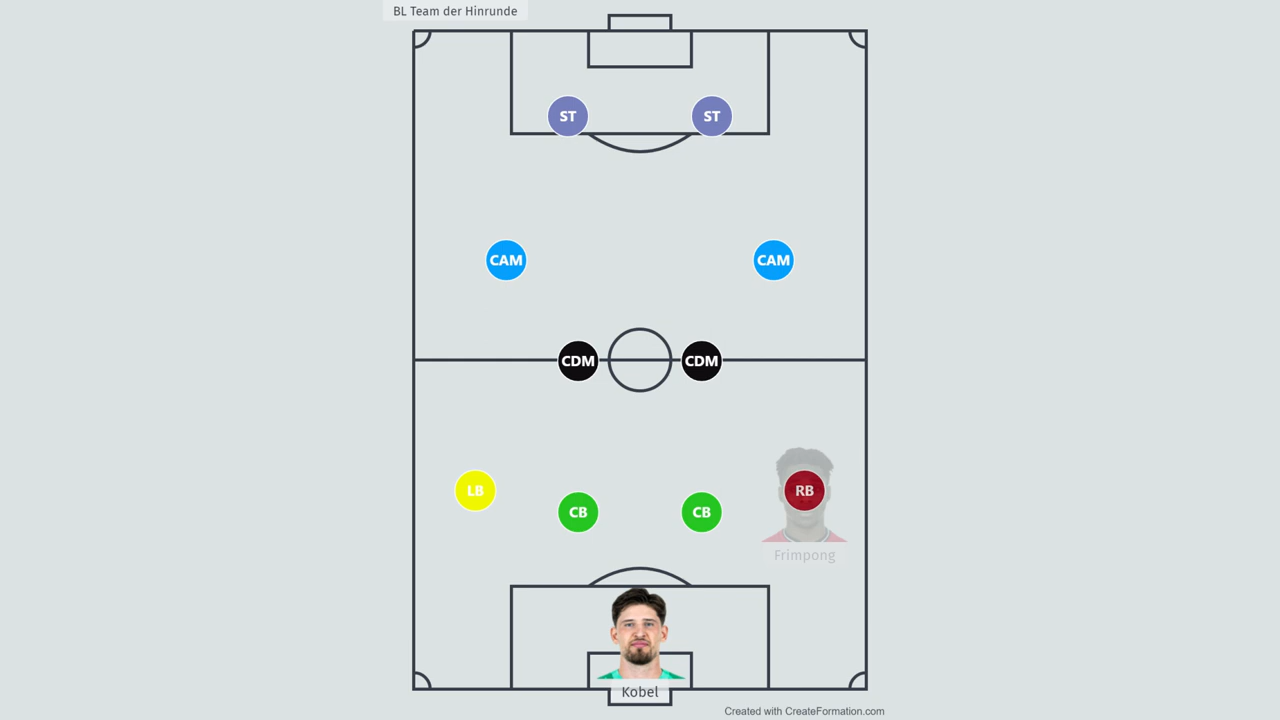 BL Team der Hinrunde
ST ST
CAM CAM
CDM CDM
LB CB CB RB
Frimpong
Kobel
Created with CreateFormation.com